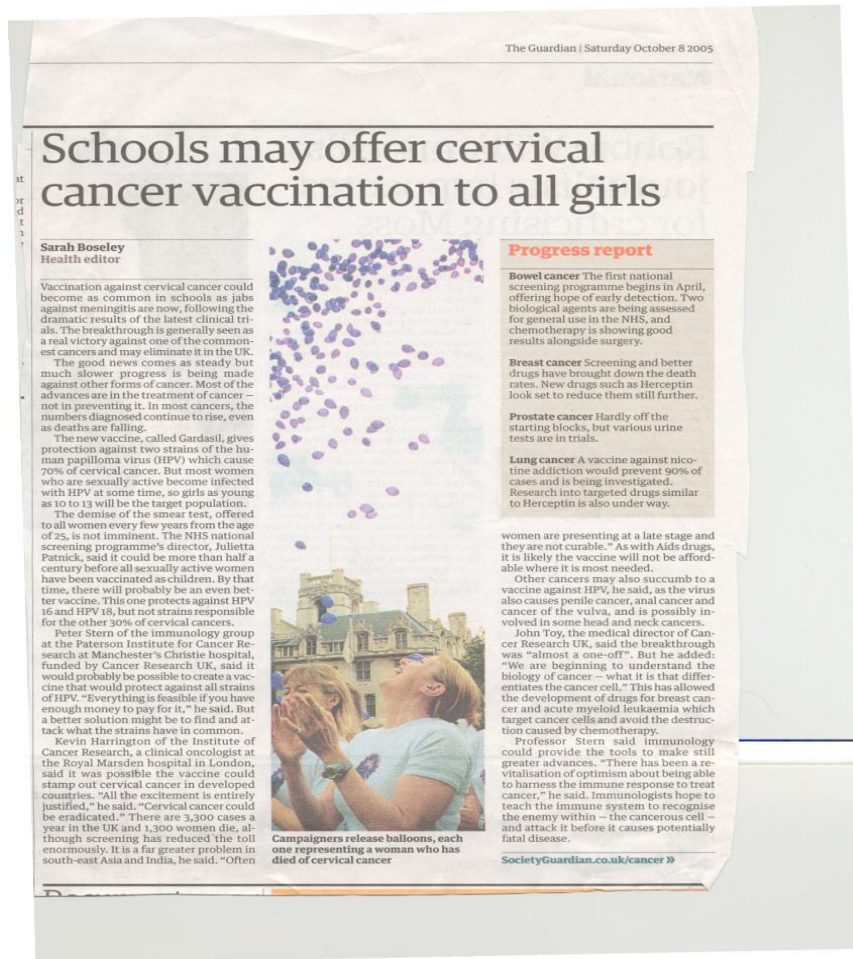 The Guardian | Saturday October 8 2005
Schools may offer cervical
cancer vaccination to all girls
Sarah Boseley
Health editor
Vaccination against cervical cancer could
become as common in schools as jabs
against meningitis are now, following the
dramatic results of the latest clinical tri-
als. The breakthrough is generally seen as
a real victory against one of the common-
est cancers and may eliminate it in the UK.
The good news comes as steady but
much slower progress is being made
against other forms of cancer. Most of the
advances are in the treatment of cancer –
not in preventing it. In most cancers, the
numbers diagnosed continue to rise, even
as deaths are falling.
The new vaccine, called Gardasil, gives
protection against two strains of the hu-
man papilloma virus (HPV) which cause
70% of cervical cancer. But most women
who are sexually active become infected
with HPV at some time, so girls as young
as 10 to 13 will be the target population.
The demise of the smear test, offered
to all women every few years from the age
of 25, is not imminent. The NHS national
screening programme's director, Julietta
Patnick, said it could be more than half a
century before all sexually active women
have been vaccinated as children. By that
time, there will probably be an even bet-
ter vaccine. This one protects against HPV
16 and HPV 18, but not strains responsible
for the other 30% of cervical cancers.
Peter Stern of the immunology group
at the Paterson Institute for Cancer Re-
search at Manchester's Christie hospital,
funded by Cancer Research UK, said it
would probably be possible to create a vac-
cine that would protect against all strains
of HPV. "Everything is feasible if you have
enough money to pay for it," he said. But
a better solution might be to find and at-
tack what the strains have in common.
Kevin Harrington of the Institute of
Cancer Research, a clinical oncologist at
the Royal Marsden hospital in London,
said it was possible the vaccine could
stamp out cervical cancer in developed
countries. "All the excitement is entirely
justified," he said. "Cervical cancer could
be eradicated." There are 3,300 cases a
year in the UK and 1,300 women die, al-
though screening has reduced the toll
enormously. It is a far greater problem in
south-east Asia and India, he said. "Often
Campaigners release balloons, each
one representing a woman who has
died of cervical cancer
Progress report
Bowel cancer The first national
screening programme begins in April,
offering hope of early detection. Two
biological agents are being assessed
for general use in the NHS, and
chemotherapy is showing good
results alongside surgery.
Breast cancer Screening and better
drugs have brought down the death
rates. New drugs such as Herceptin
look set to reduce them still further.
Prostate cancer Hardly off the
starting blocks, but various urine
tests are in trials.
Lung cancer A vaccine against nico-
tine addiction would prevent 90% of
cases and is being investigated.
Research into targeted drugs similar
to Herceptin is also under way.
women are presenting at a late stage and
they are not curable." As with Aids drugs,
it is likely the vaccine will not be afford-
able where it is most needed.
Other cancers may also succumb to a
vaccine against HPV, he said, as the virus
also causes penile cancer, anal cancer and
cancer of the vulva, and is possibly in-
volved in some head and neck cancers.
John Toy, the medical director of Can-
cer Research UK, said the breakthrough
was "almost a one-off". But he added:
"We are beginning to understand the
biology of cancer – what it is that differ-
entiates the cancer cell." This has allowed
the development of drugs for breast can-
cer and acute myeloid leukaemia which
target cancer cells and avoid the destruc-
tion caused by chemotherapy.
Professor Stern said immunology
could provide the tools to make still
greater advances. "There has been a re-
vitalisation of optimism about being able
to harness the immune response to treat
cancer," he said. Immunologists hope to
teach the immune system to recognise
the enemy within – the cancerous cell –
and attack it before it causes potentially
fatal disease.
SocietyGuardian.co.uk/cancer »